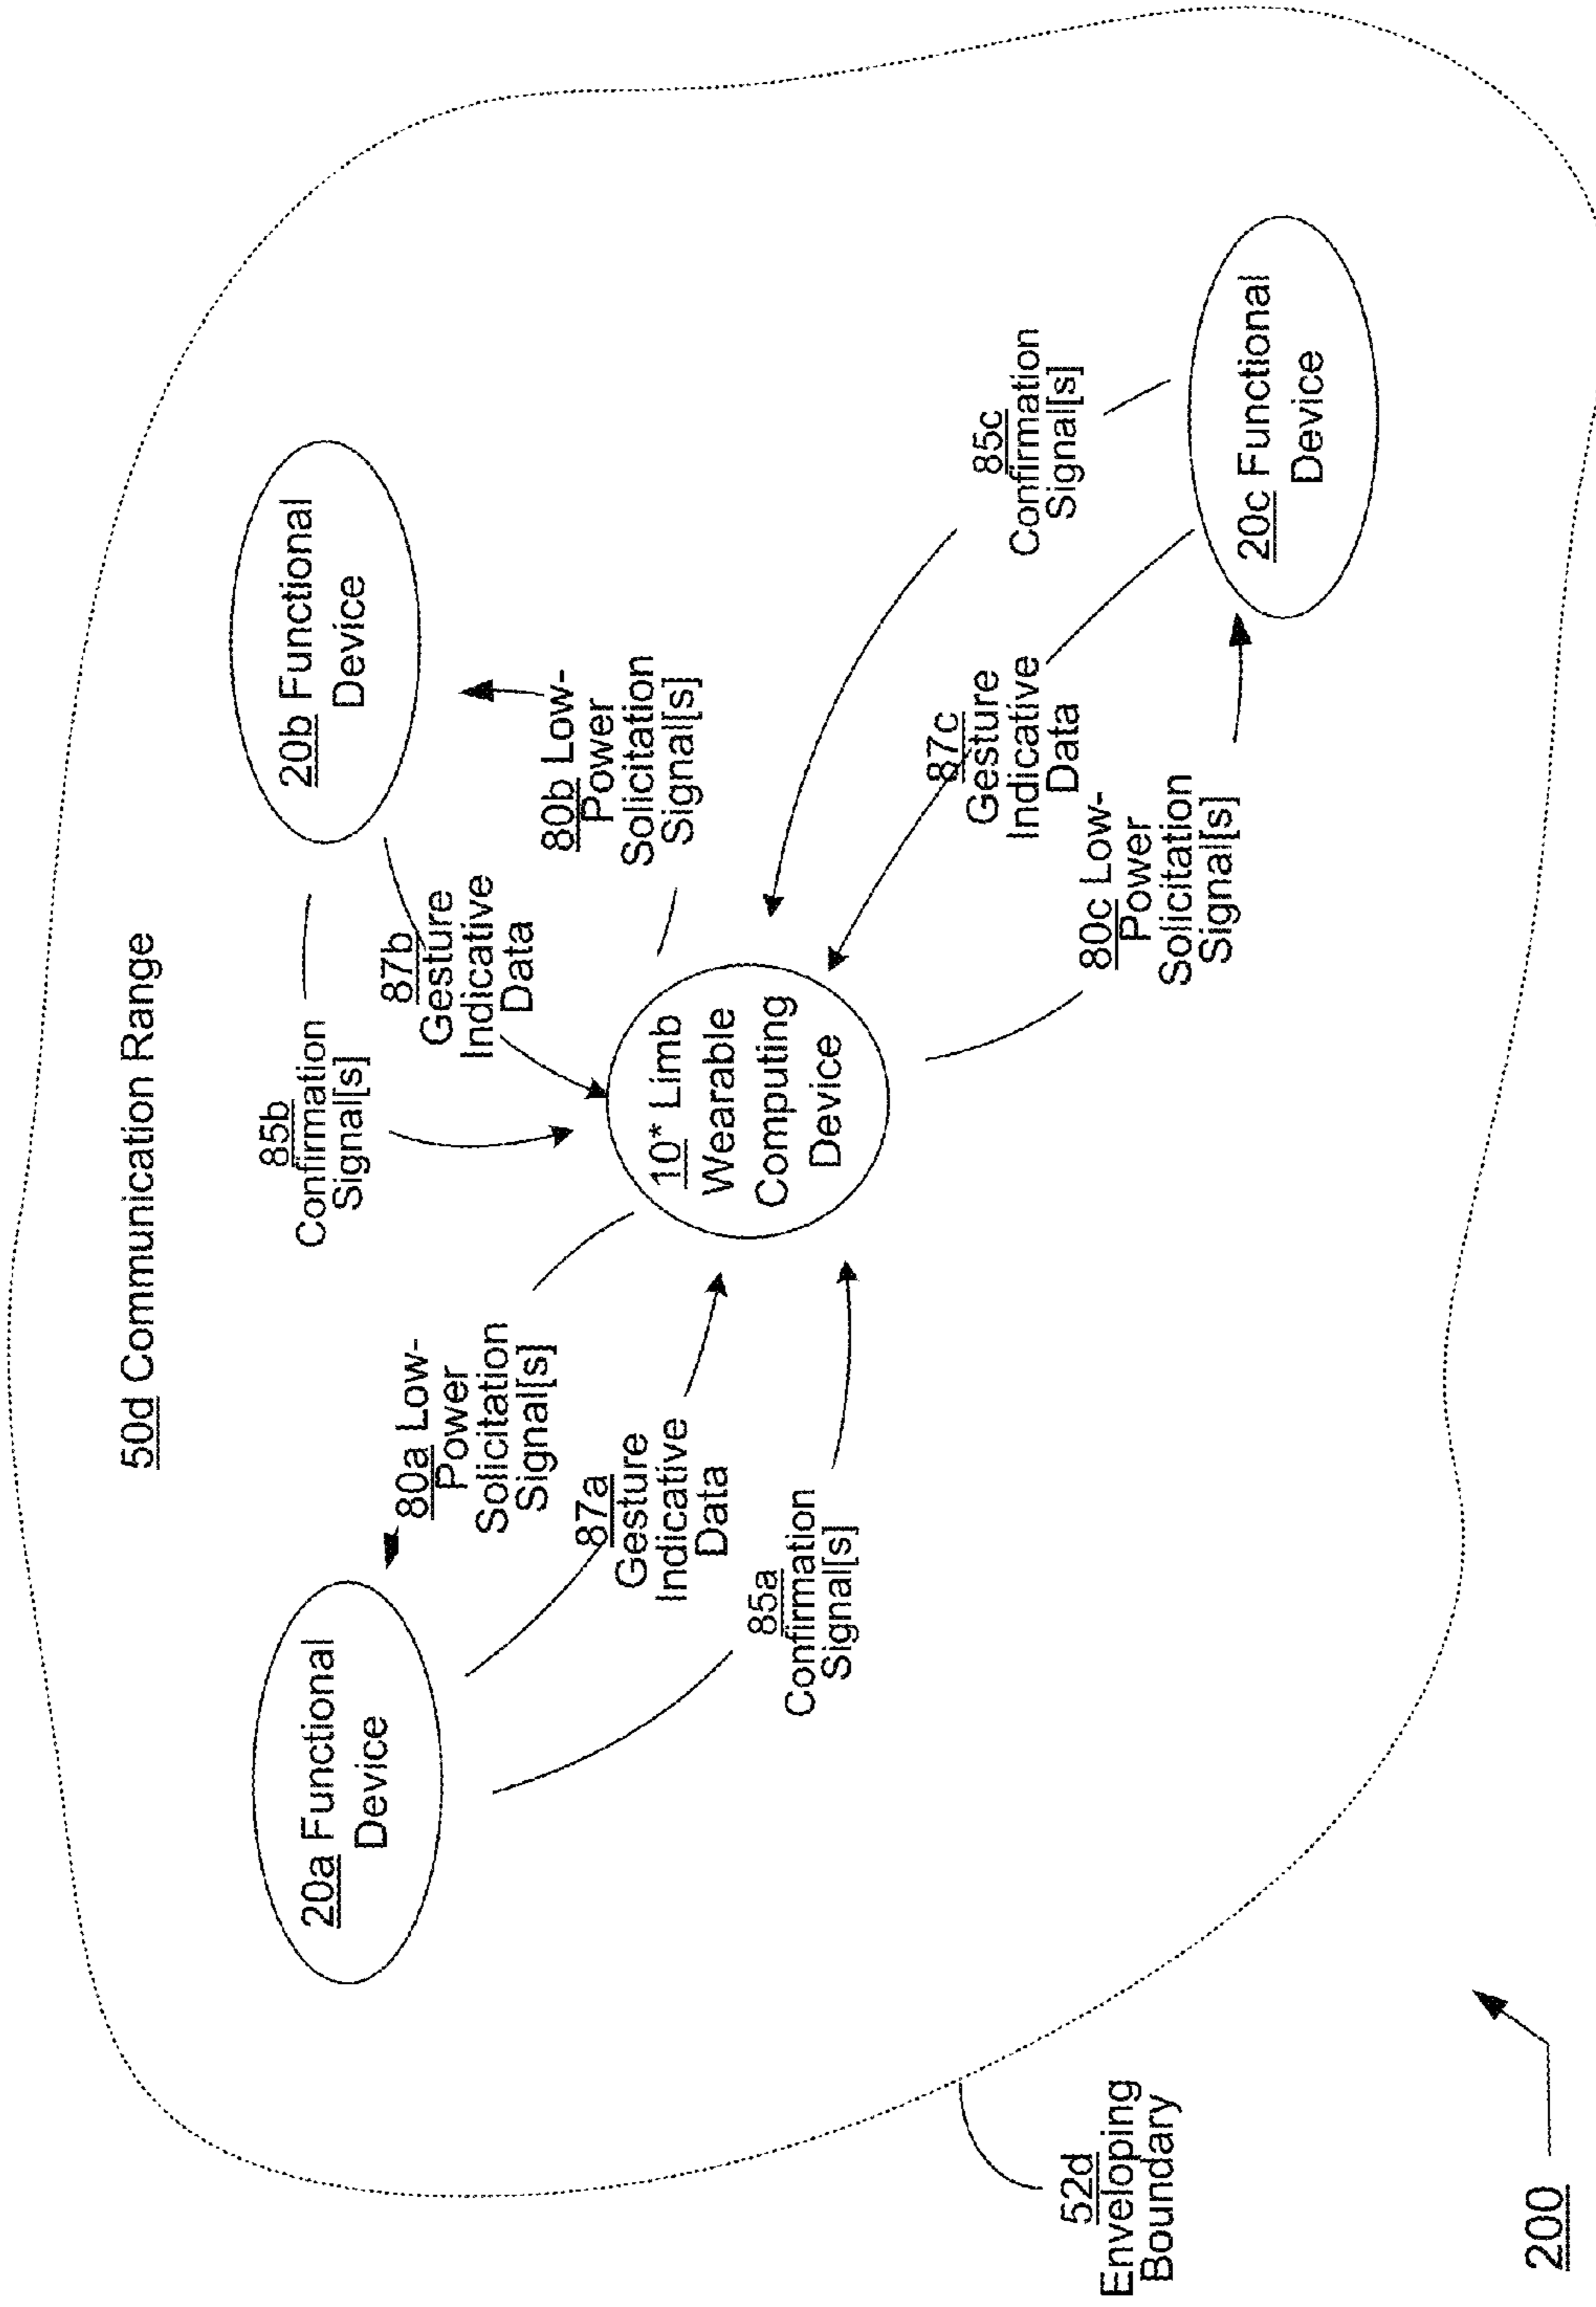 50d Communication Range
20a Functional
Device
20b Functional
Device
85b
Confirmation
Signal[s]
87b
Gesture
Indicative
Data
80b Low-
Power
Solicitation
Signal[s]
80a Low-
Power
Solicitation
Signal[s]
87a
Gesture
Indicative
Data
85a
Confirmation
Signal[s]
10* Limb
Wearable
Computing
Device
85c
Confirmation
Signal[s]
87c
Gesture
Indicative
Data
80c Low-
Power
Solicitation
Signal[s]
20c Functional
Device
52d
Enveloping
Boundary
200